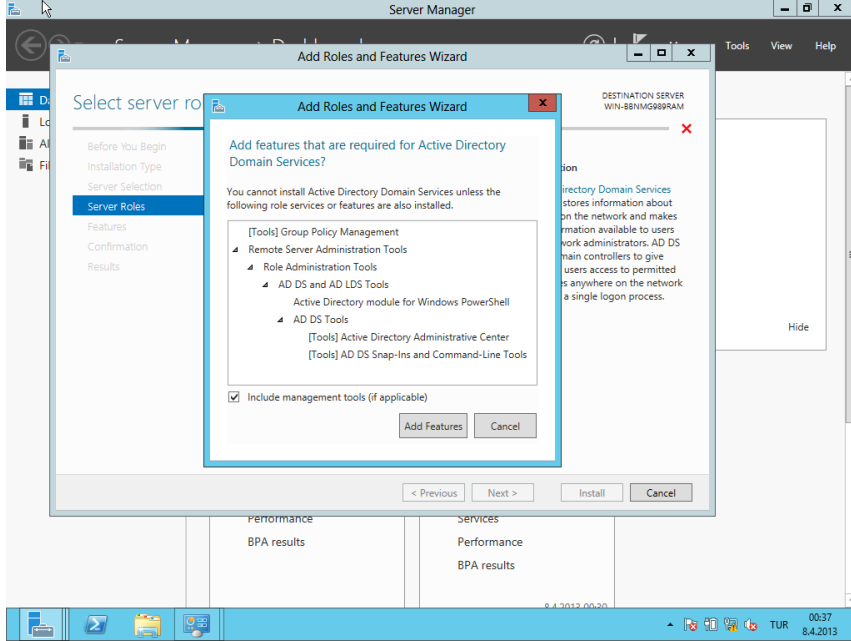 Server Manager
Tools
View
Help
Add Roles and Features Wizard
Select server ro
DESTINATION SERVER
WIN-BBNMG989RAM
Before You Begin
Installation Type
Server Selection
Server Roles
Features
Confirmation
Results
Add Roles and Features Wizard
Add features that are required for Active Directory
Domain Services?
You cannot install Active Directory Domain Services unless the
following role services or features are also installed.
[Tools] Group Policy Management
Remote Server Administration Tools
Role Administration Tools
AD DS and AD LDS Tools
Active Directory module for Windows PowerShell
AD DS Tools
[Tools] Active Directory Administrative Center
[Tools] AD DS Snap-Ins and Command-Line Tools
Include management tools (if applicable)
Add Features
Cancel
irectory Domain Services
stores information about
on the network and makes
rmation available to users
work administrators. AD DS
main controllers to give
users access to permitted
s anywhere on the network
a single logon process.
Hide
< Previous
Next >
Install
Cancel
Performance
BPA results
Services
Performance
BPA results
8.4.2013 00:30
TUR
00:37
8.4.2013